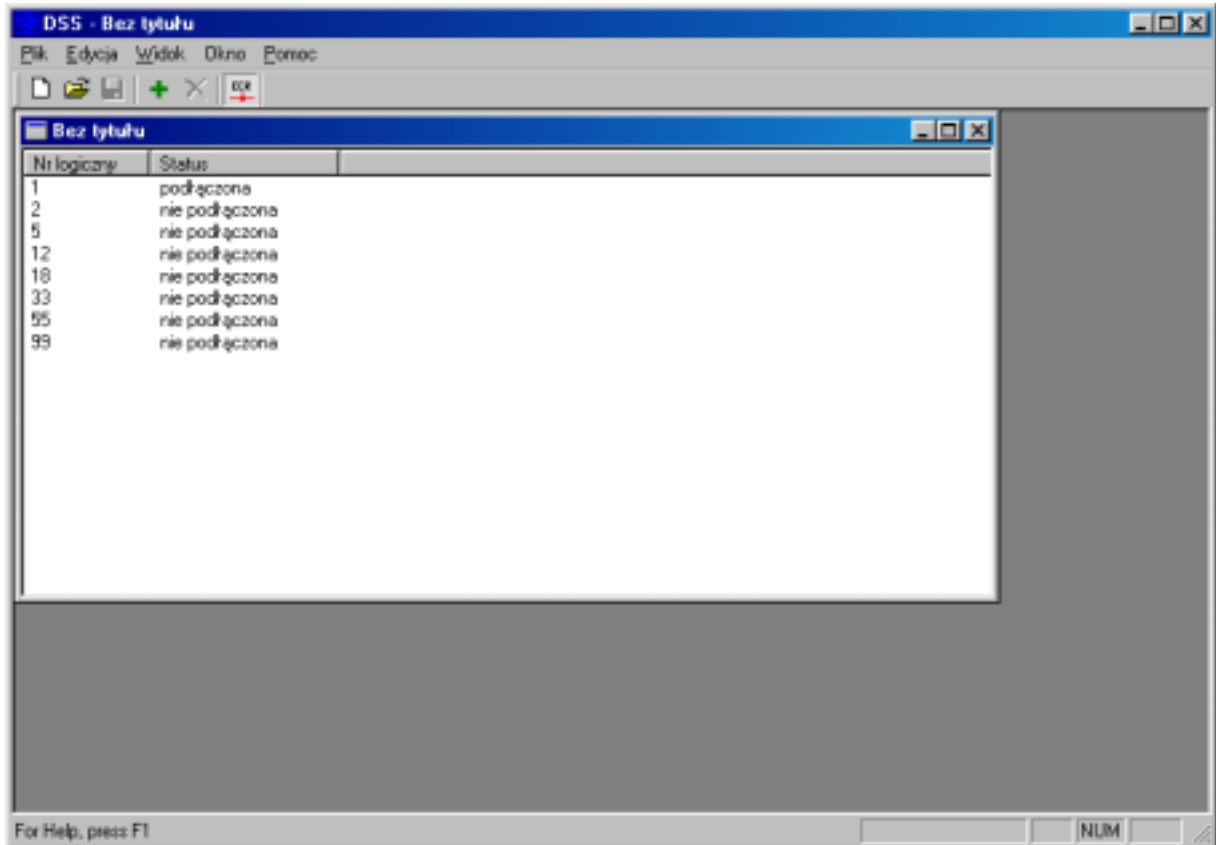 DSS - Bez tytułu
Plik Edycja Widok Okno Pomoc
ECR
Bez tytułu
Nr logiczny Status
1 podłączona
2 nie podłączona
5 nie podłączona
12 nie podłączona
18 nie podłączona
33 nie podłączona
55 nie podłączona
99 nie podłączona
For Help, press F1 NUM